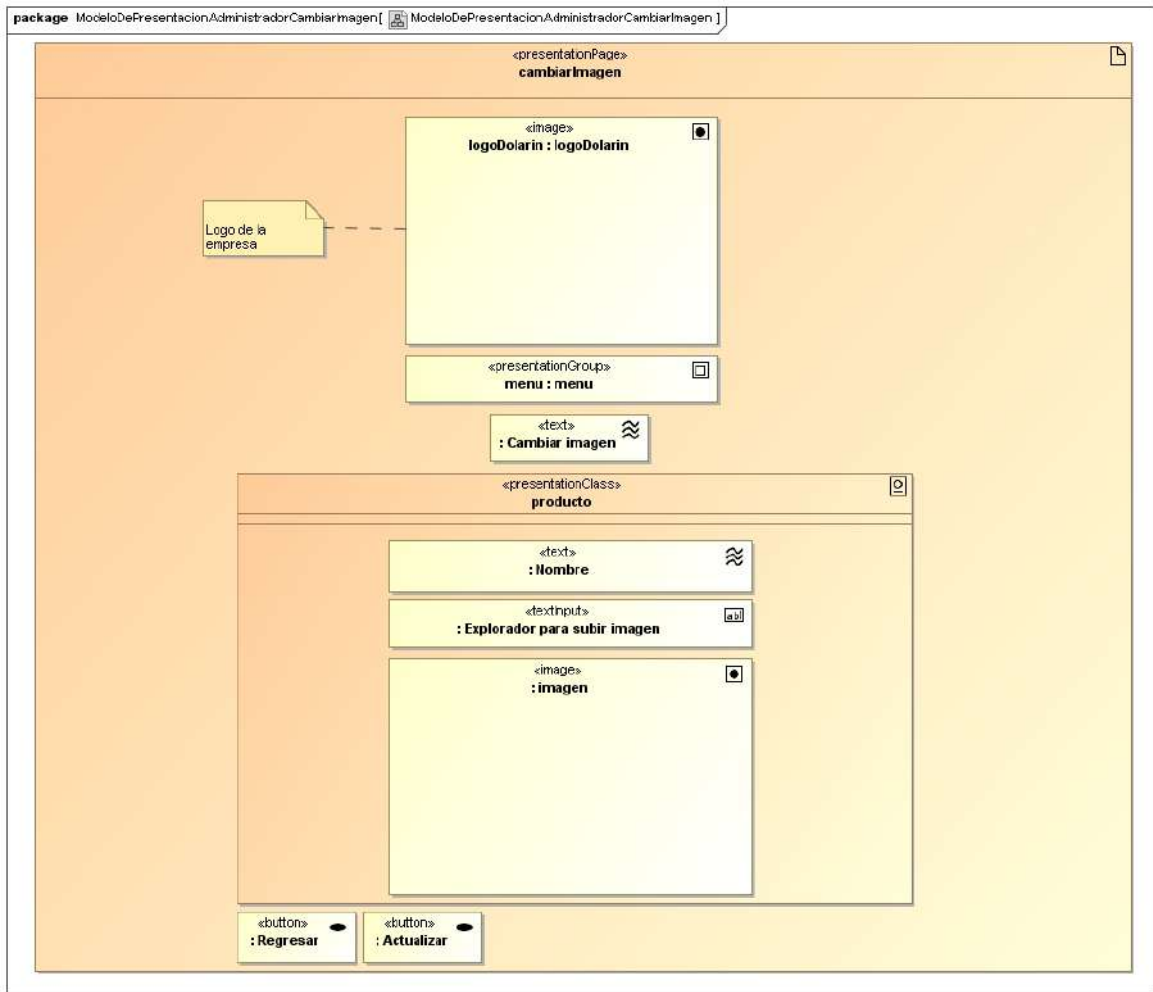 package ModeloDePresentacionAdministradorCambiarImagen[ ModeloDePresentacionAdministradorCambiarImagen ]
«presentationPage»
cambiarImagen
«image»
logoDolarin : logoDolarin
Logo de la
empresa
«presentationGroup»
menu : menu
«text»
: Cambiar imagen
«presentationClass»
producto
«text»
: Nombre
«textInput»
: Explorador para subir imagen
abI
«image»
: imagen
«button»
: Regresar
«button»
: Actualizar